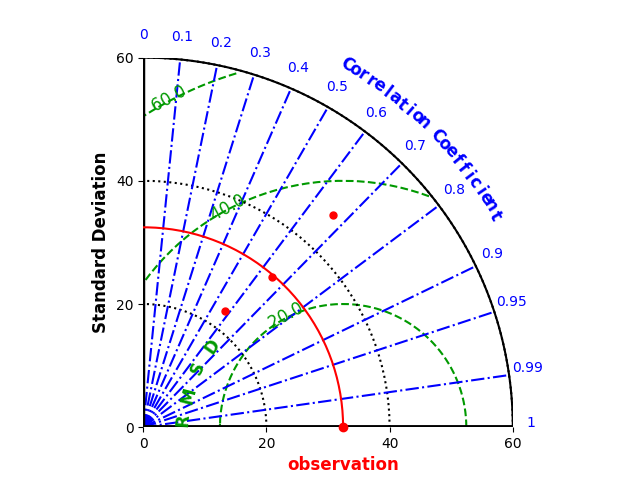 0 0.1 0.2 0.3 0.4 0.5 0.6 0.7 0.8 0.9 0.95 0.99 1
Correlation Coefficient
60
40
20
0
Standard Deviation
60.0
40.0
20.0
RMSD
0 20 40 60
observation